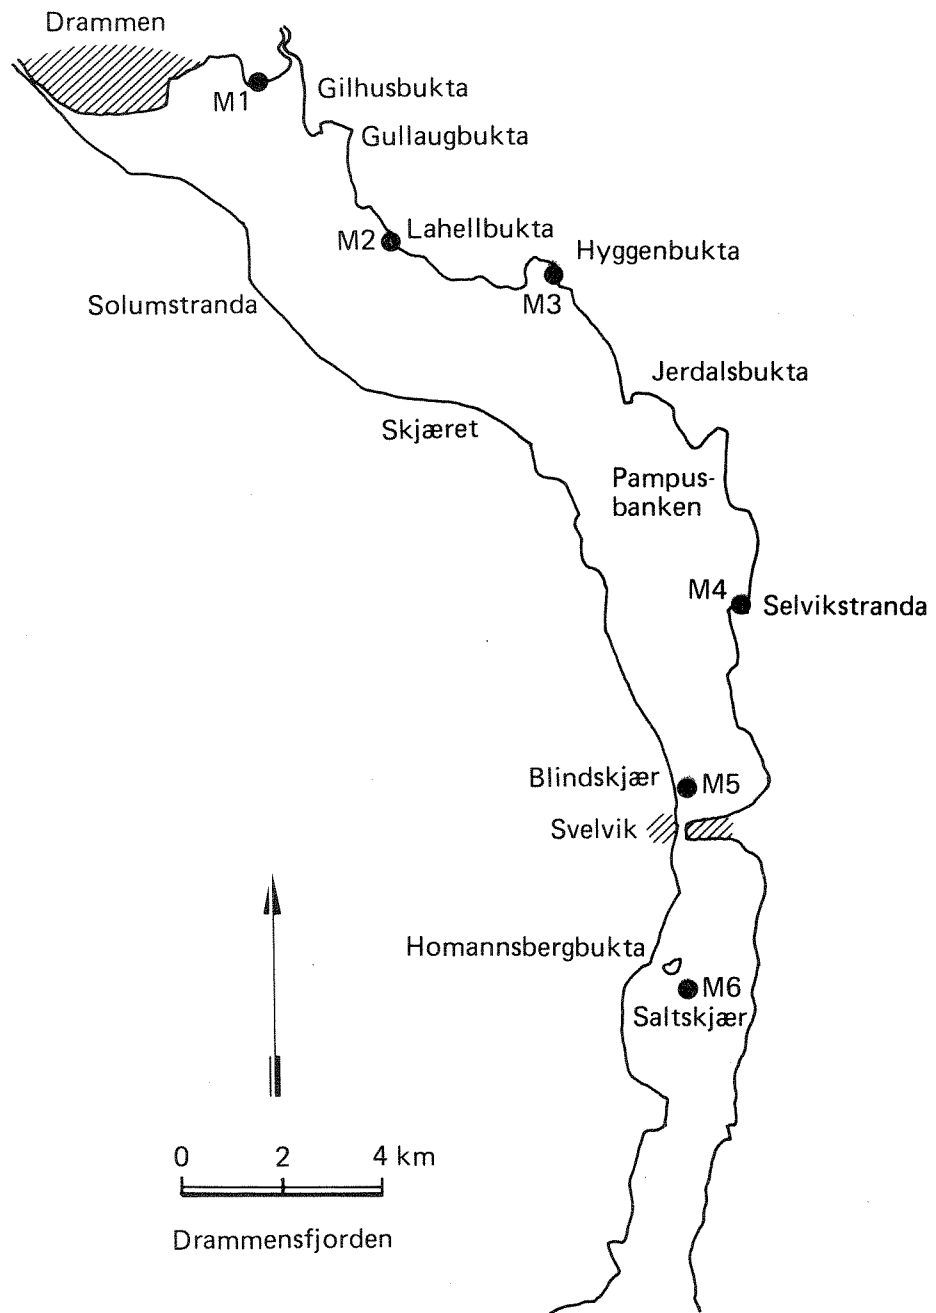 Drammen
M1
Gilhusbukta
Gullaugbukta
M2
Lahellbukta
Hyggenbukta
M3
Solumstranda
Jerdalsbukta
Skjæret
Pampus-
banken
M4
Selvikstranda
Blindskjær
M5
Svelvik
Homannsbergbukta
M6
Saltskjær
0 2 4 km
Drammensfjorden